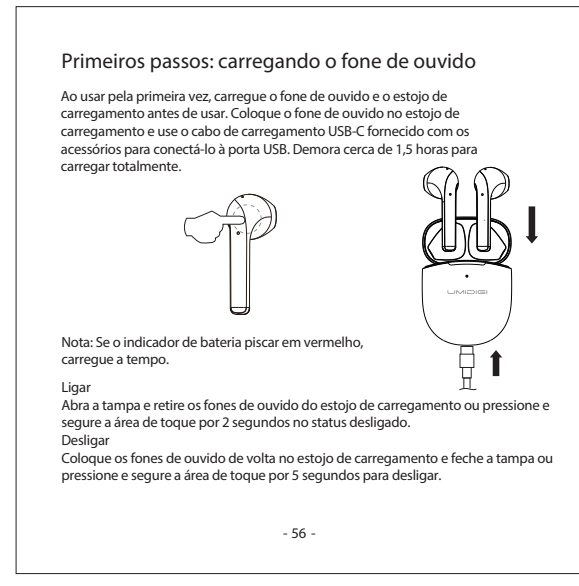 Primeiros passos: carregando o fone de ouvido
Ao usar pela primeira vez, carregue o fone de ouvido e o estojo de
carregamento antes de usar. Coloque o fone de ouvido no estojo de
carregamento e use o cabo de carregamento USB-C fornecido com os
acessórios para conectá-lo à porta USB. Demora cerca de 1,5 horas para
carregar totalmente.
UMIDIGI
Nota: Se o indicador de bateria piscar em vermelho,
carregue a tempo.
Ligar
Abra a tampa e retire os fones de ouvido do estojo de carregamento ou pressione e
segure a área de toque por 2 segundos no status desligado.
Desligar
Coloque os fones de ouvido de volta no estojo de carregamento e feche a tampa ou
pressione e segure a área de toque por 5 segundos para desligar.
- 56 -